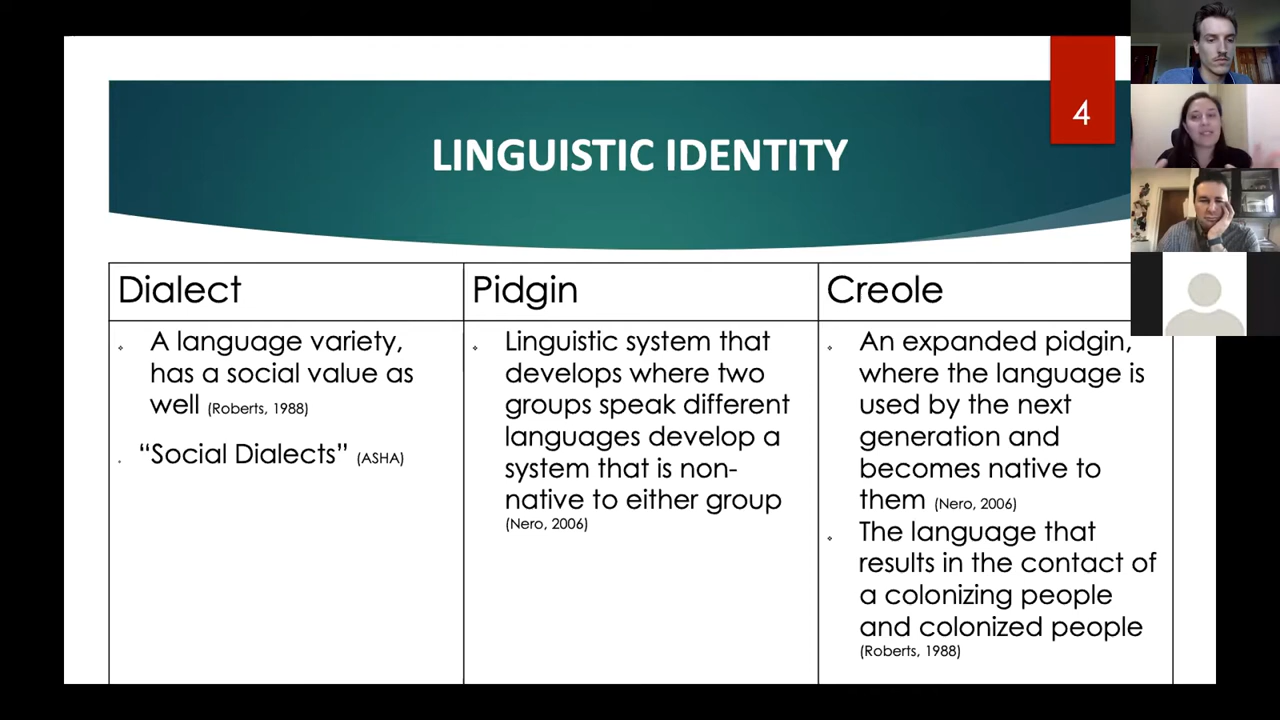 4
LINGUISTIC IDENTITY
Dialect
A language variety,
has a social value as
well (Roberts, 1988)
“Social Dialects” (ASHA)
Pidgin
Linguistic system that
develops where two
groups speak different
languages develop a
system that is non-
native to either group
(Nero, 2006)
Creole
An expanded pidgin,
where the language is
used by the next
generation and
becomes native to
them (Nero, 2006)
The language that
results in the contact of
a colonizing people
and colonized people
(Roberts, 1988)